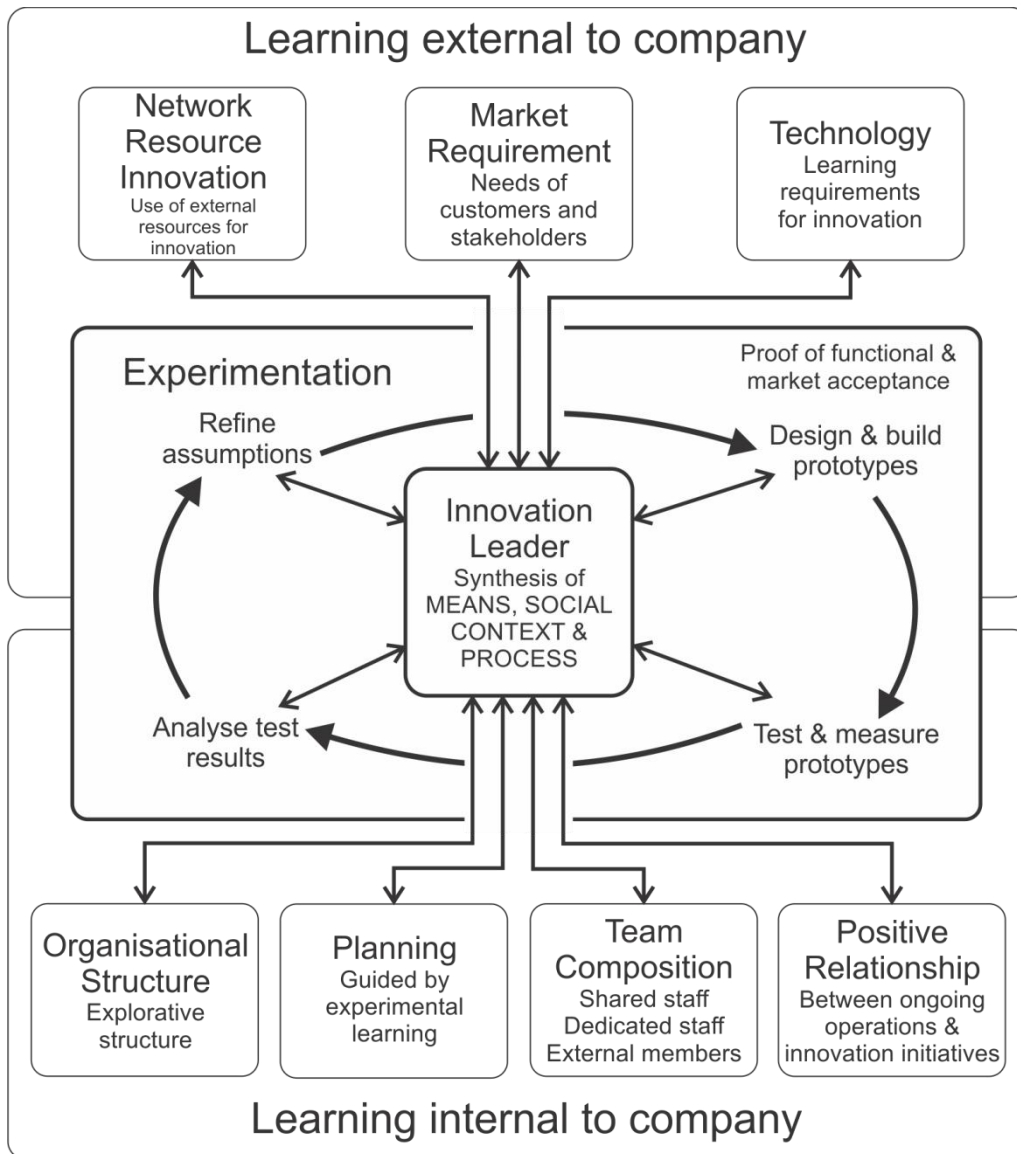 Learning external to company
Network
Resource
Innovation
Use of external
resources for
innovation
Market
Requirement
Needs of
customers and
stakeholders
Technology
Learning
requirements
for innovation
Experimentation
Proof of functional &
market acceptance
Refine
assumptions
Design & build
prototypes
Innovation
Leader
Synthesis of
MEANS, SOCIAL
CONTEXT &
PROCESS
Analyse test
results
Test & measure
prototypes
Organisational
Structure
Explorative
structure
Planning
Guided by
experimental
learning
Team
Composition
Shared staff
Dedicated staff
External members
Positive
Relationship
Between ongoing
operations &
innovation initiatives
Learning internal to company